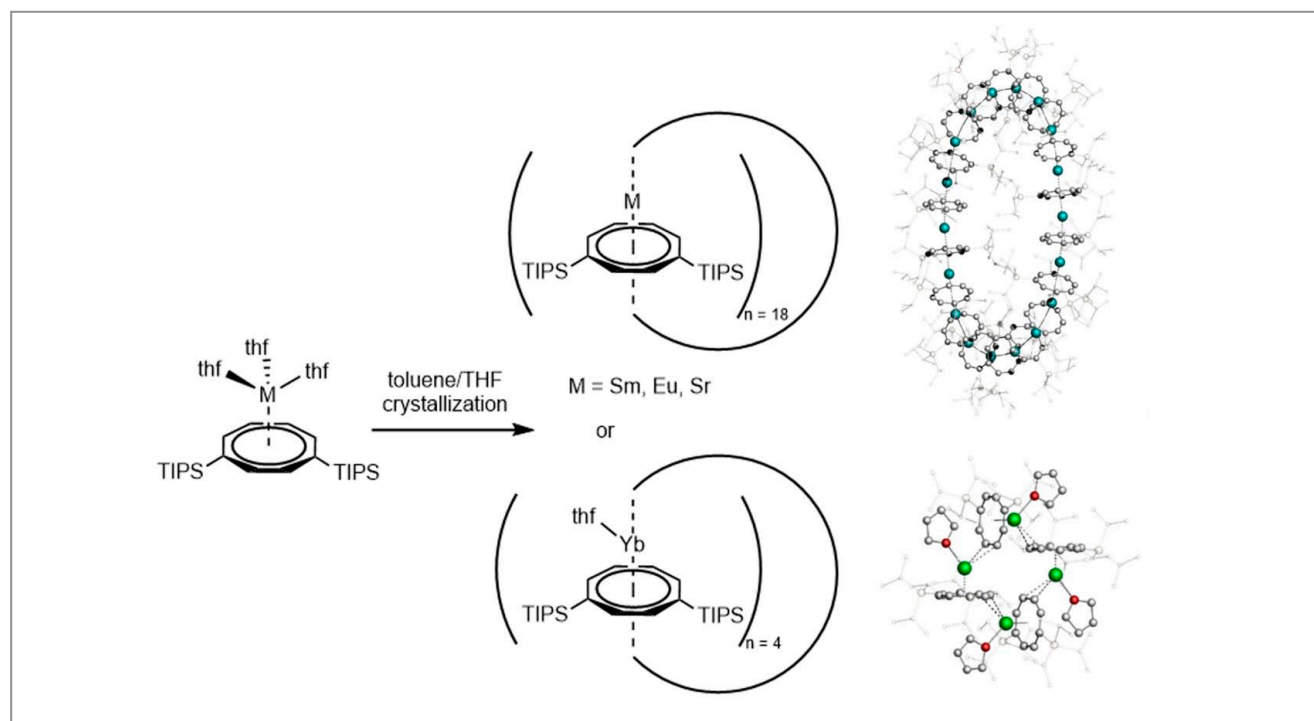 M
TIPS
TIPS
n = 18
thf
thf
thf
M
TIPS
TIPS
toluene/THF
crystallization
M = Sm, Eu, Sr
or
thf
Yb
TIPS
TIPS
n = 4